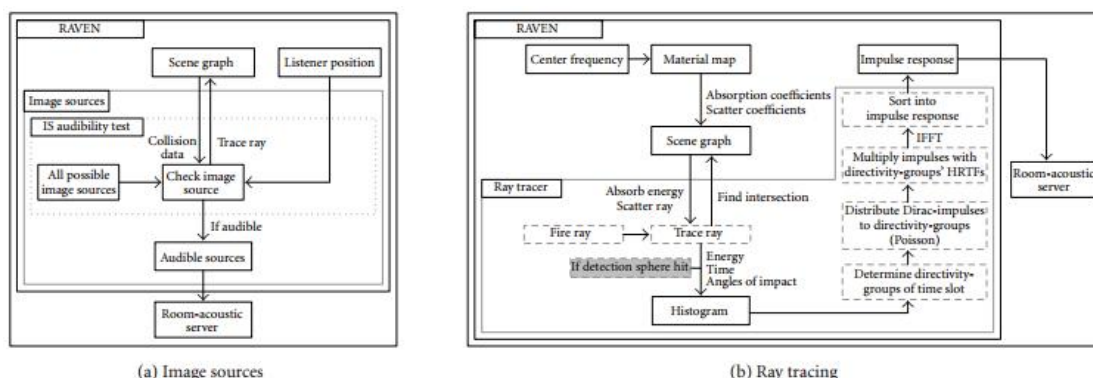 RAVEN
Scene graph
Listener position
Image sources
IS audibility test
Collision
data
Trace ray
All possible
image sources
Check image
source
If audible
Audible sources
Room-acoustic
server
(a) Image sources
RAVEN
Center frequency
Material map
Impulse response
Absorption coefficients
Scatter coefficients
Sort into
impulse response
Scene graph
IFFT
Multiply impulses with
directivity-groups' HRTFs
Room-acoustic
server
Ray tracer
Absorb energy
Scatter ray
Find intersection
Distribute Dirac-impulses
to directivity-groups
(Poisson)
Fire ray
Trace ray
If detection sphere hit
Energy
Time
Angles of impact
Determine directivity-
groups of time slot
Histogram
(b) Ray tracing